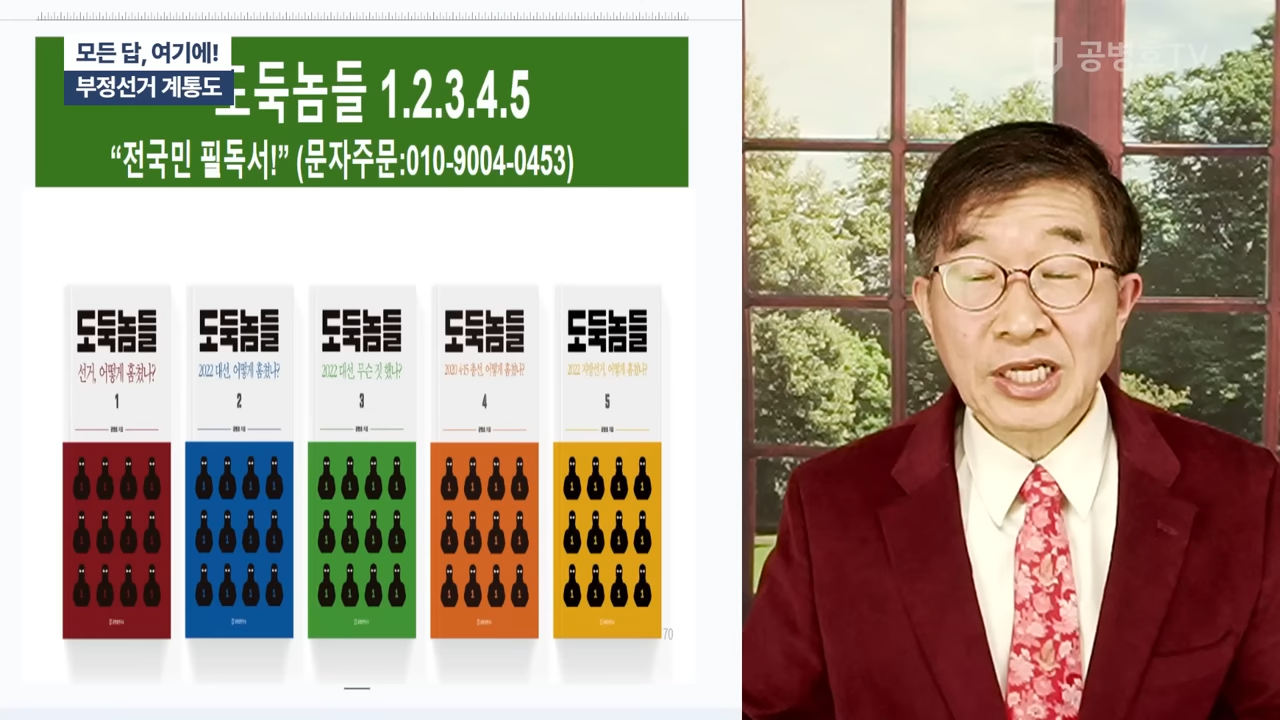 모든 답, 여기에!
부정선거 계통도
도둑놈들 1.2.3.4.5
“전국민 필독서!” (문자주문:010-9004-0453)
공병호TV
도둑놈들
선거, 어떻게 훔쳤나?
1
도둑놈들
2022 대선, 어떻게 훔쳤나?
2
도둑놈들
2022 대선, 무슨 짓 했나?
3
도둑놈들
2020 4·15 총선, 어떻게 훔쳤나?
4
도둑놈들
2022 지방선거, 어떻게 훔쳤나?
5
70